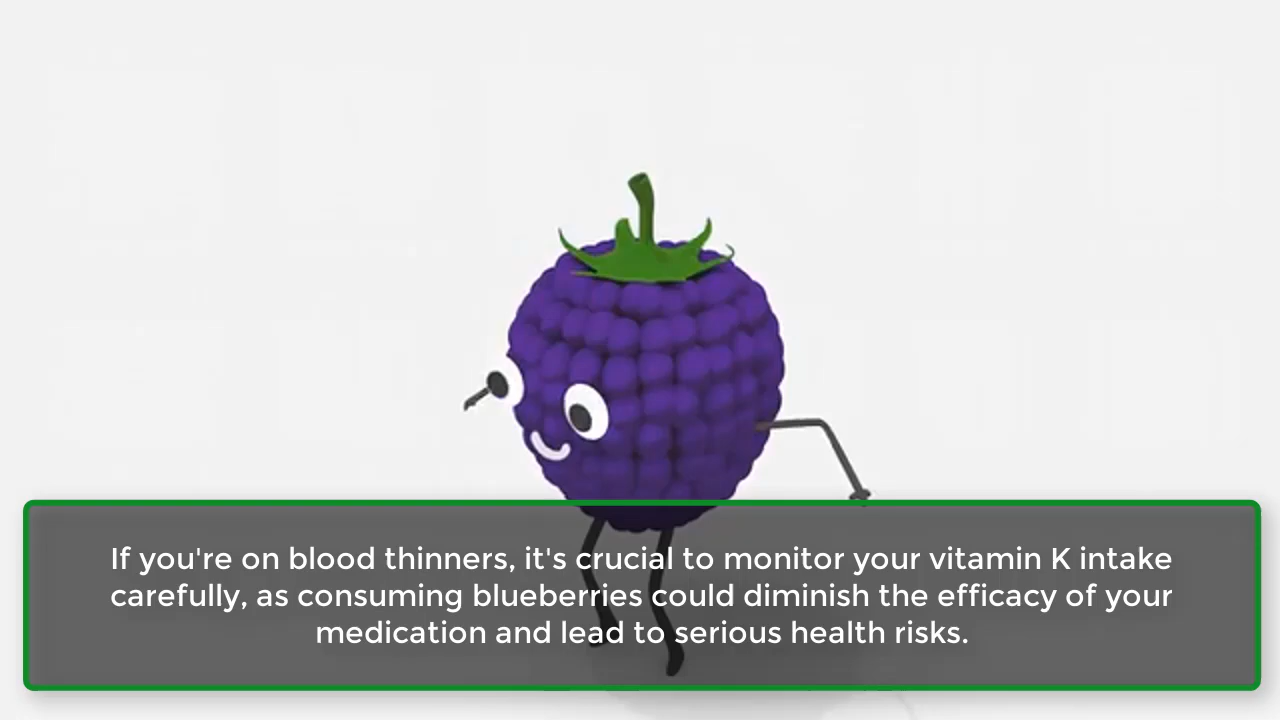 If you're on blood thinners, it's crucial to monitor your vitamin K intake
carefully, as consuming blueberries could diminish the efficacy of your
medication and lead to serious health risks.